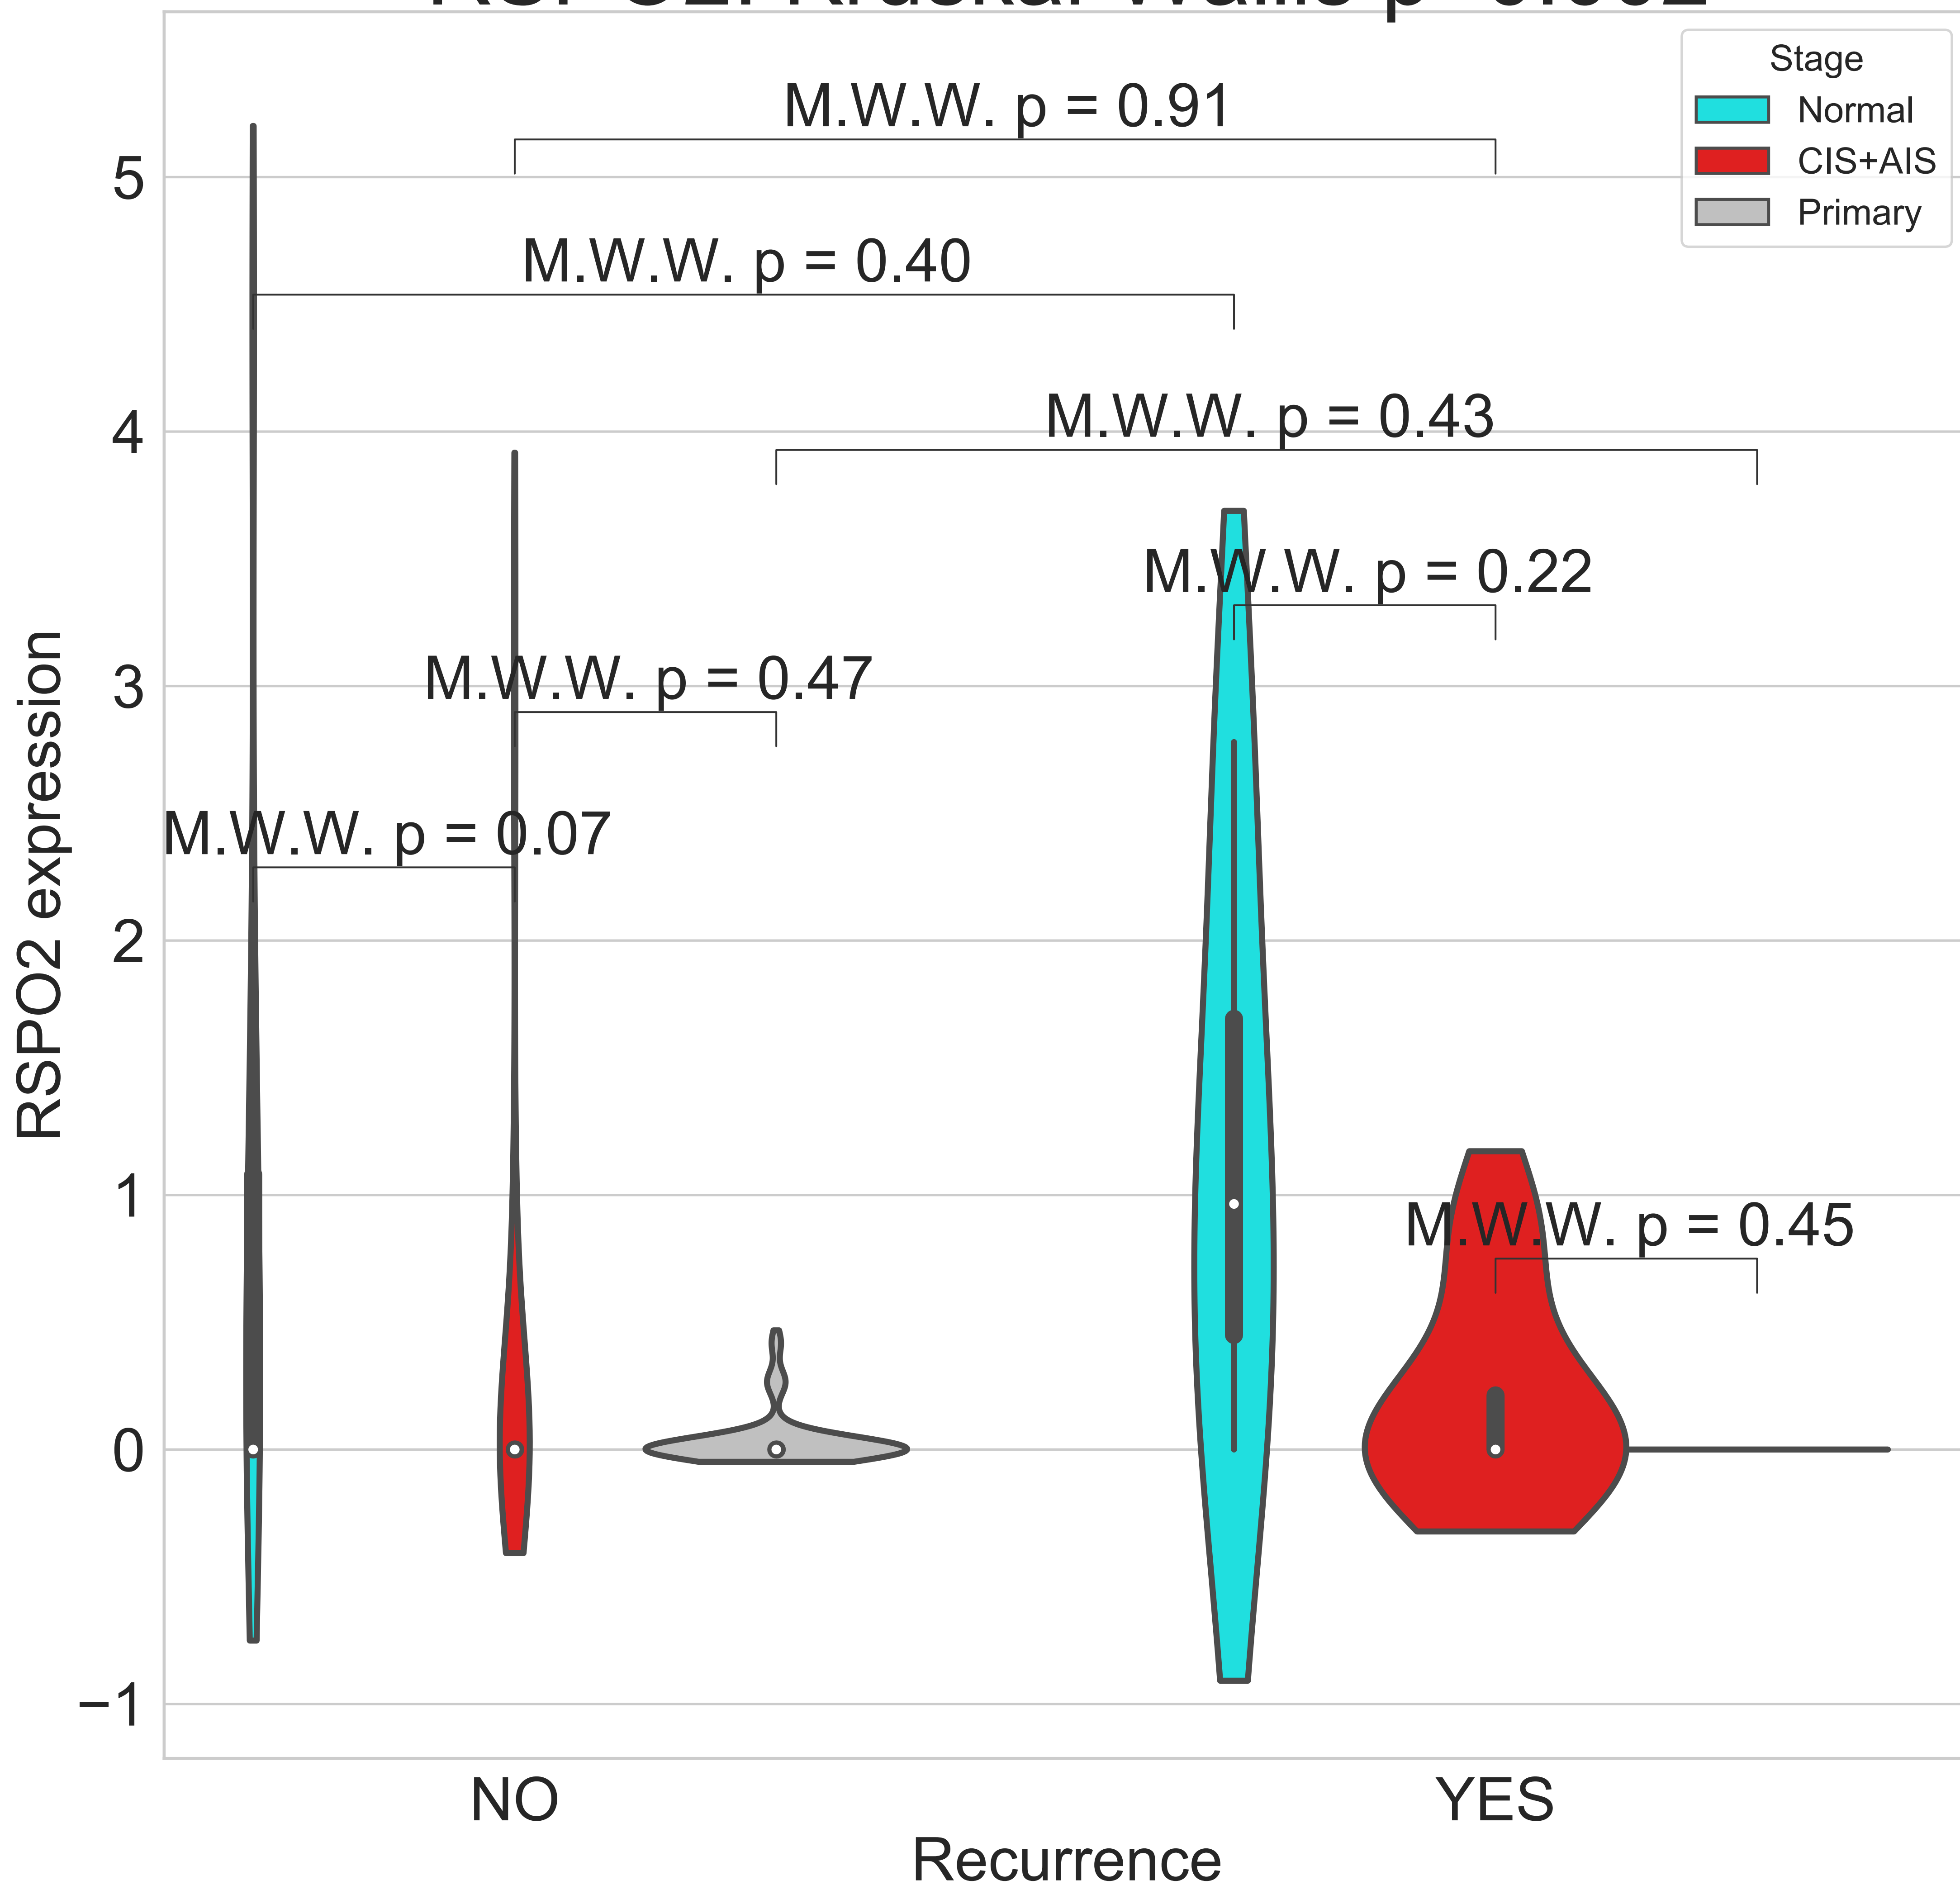 Stage
Normal
CIS+AIS
Primary
M.W.W. p = 0.91
M.W.W. p = 0.40
M.W.W. p = 0.43
M.W.W. p = 0.22
M.W.W. p = 0.47
M.W.W. p = 0.07
M.W.W. p = 0.45
5
4
3
2
1
0
−1
RSPO2 expression
NO
YES
Recurrence